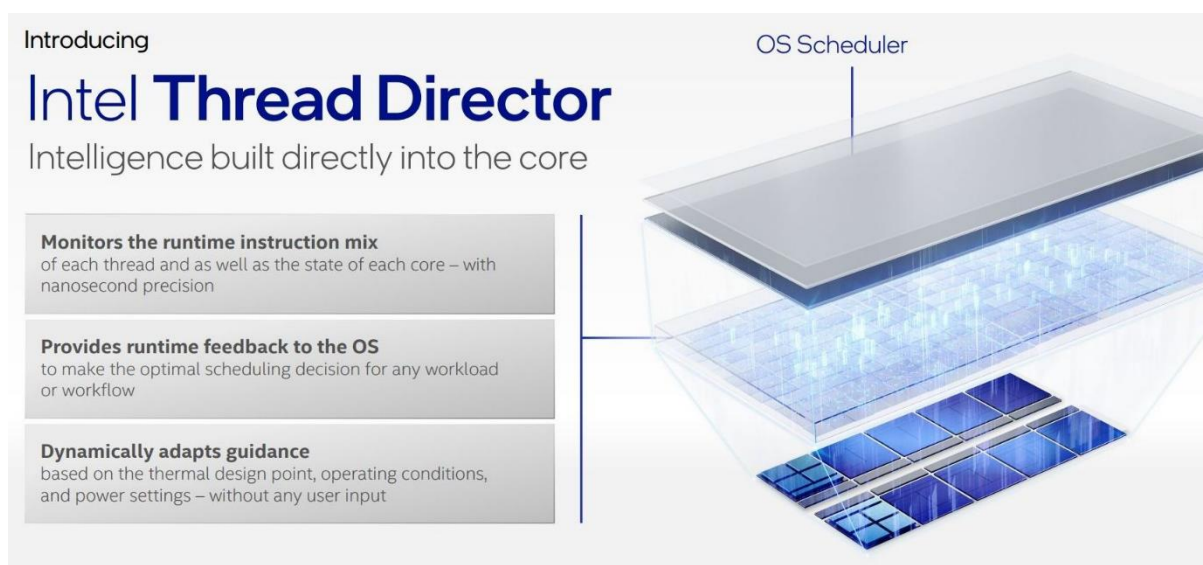 Introducing
Intel Thread Director
Intelligence built directly into the core
Monitors the runtime instruction mix
of each thread and as well as the state of each core – with
nanosecond precision
Provides runtime feedback to the OS
to make the optimal scheduling decision for any workload
or workflow
Dynamically adapts guidance
based on the thermal design point, operating conditions,
and power settings – without any user input
OS Scheduler